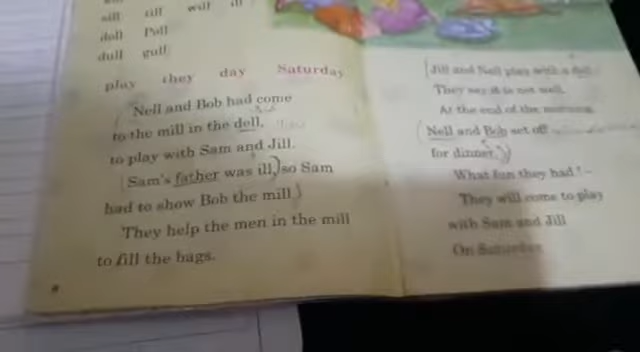 sill till will ill
doll Poll
dull gull
play they day Saturday
Nell and Bob had come
to the mill in the dell,
to play with Sam and Jill.
Sam's father was ill, so Sam
had to show Bob the mill.
They help the men in the mill
to fill the bags.
Jill and Nell play with a doll.
They say it is not well.
At the end of the morning
Nell and Bob set off
for dinner.
What fun they had! -
They will come to play
with Sam and Jill
On Saturday